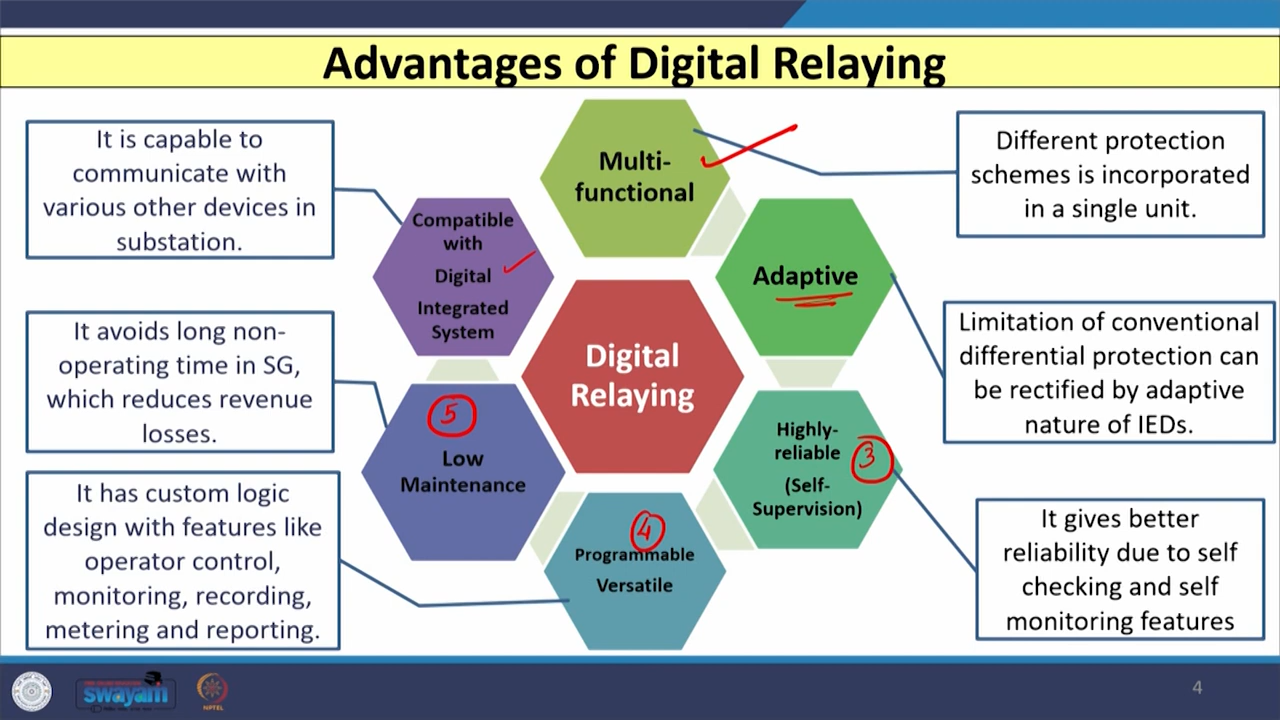 Advantages of Digital Relaying
It is capable to
communicate with
various other devices in
substation.
It avoids long non-
operating time in SG,
which reduces revenue
losses.
It has custom logic
design with features like
operator control,
monitoring, recording,
metering and reporting.
Multi-
functional
Compatible
with
Digital
Integrated
System
Adaptive
Digital
Relaying
5
Low
Maintenance
Highly-
reliable
3
(Self-
Supervision)
4
Programmable
Versatile
Different protection
schemes is incorporated
in a single unit.
Limitation of conventional
differential protection can
be rectified by adaptive
nature of IEDs.
It gives better
reliability due to self
checking and self
monitoring features
swayam
NPTEL
4